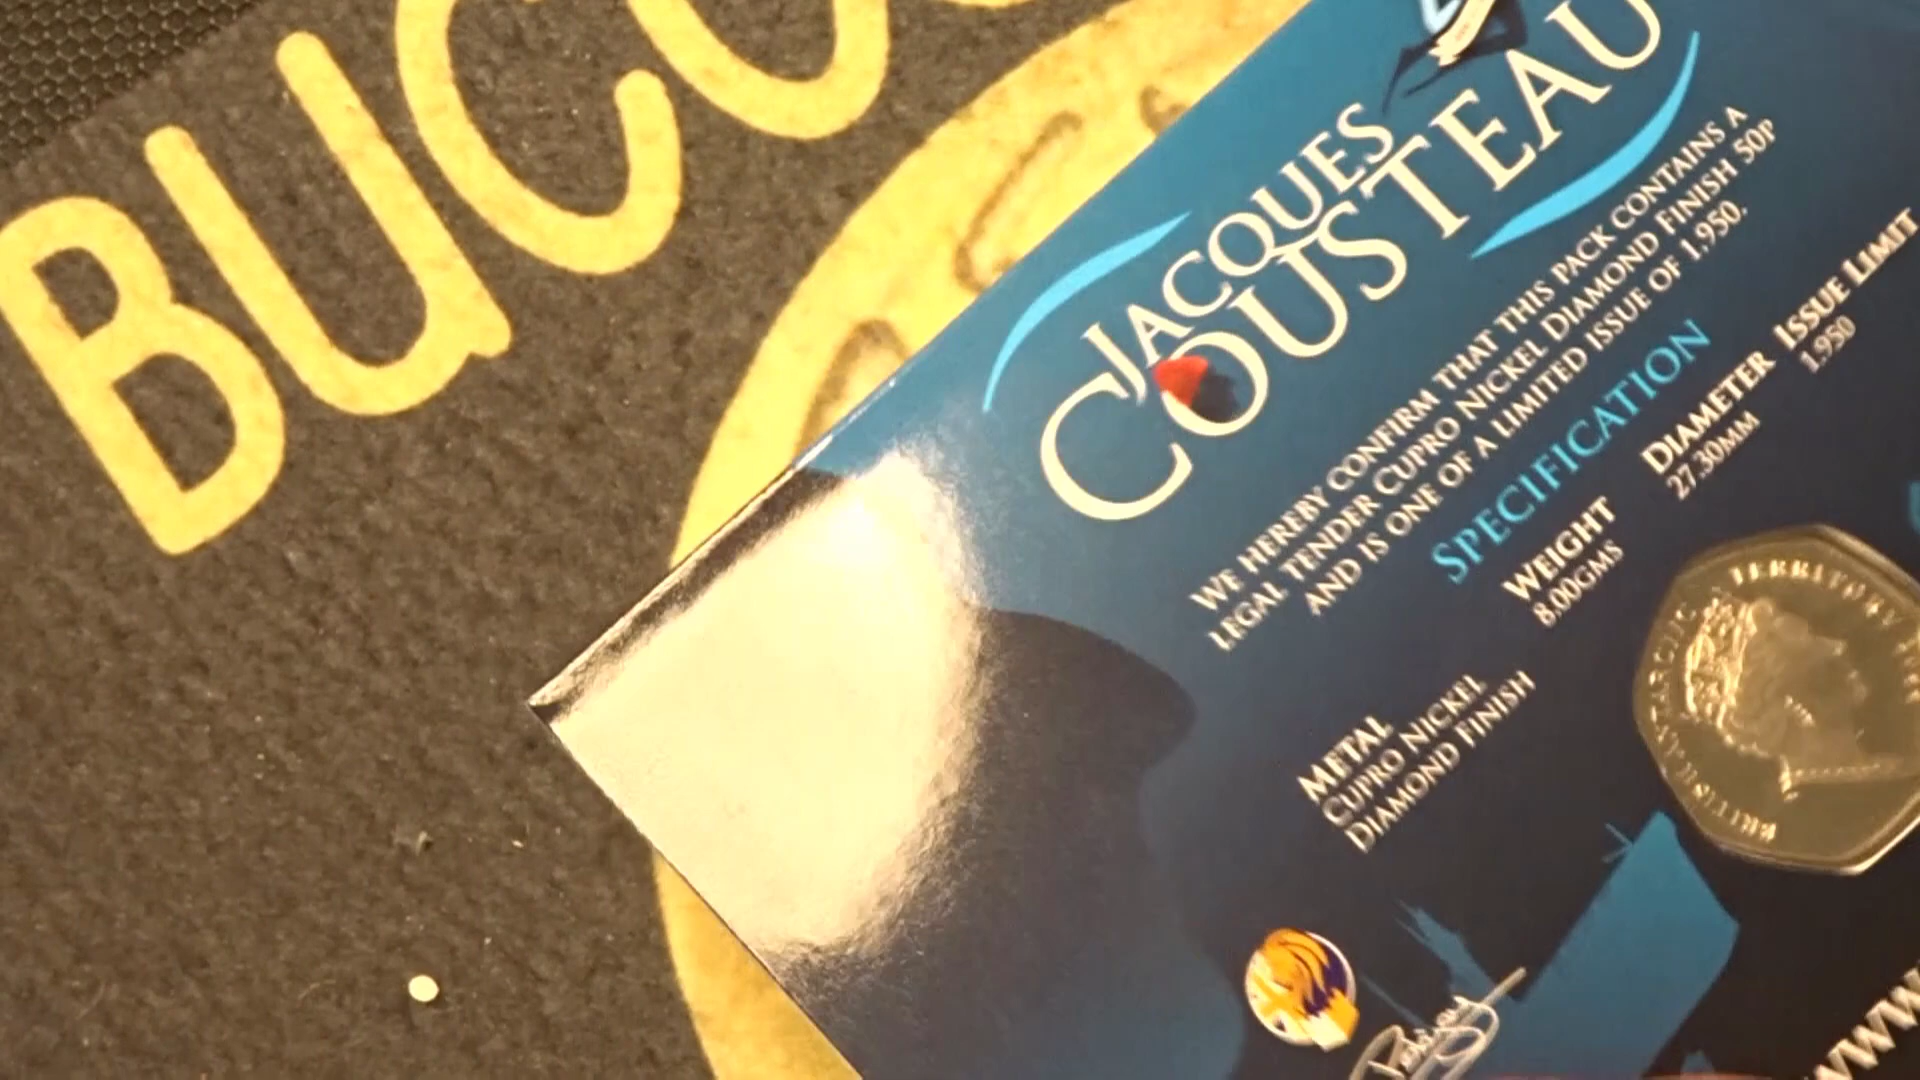 BUCO
JACQUES
COUSTEAU
WE HEREBY CONFIRM THAT THIS PACK CONTAINS A
LEGAL TENDER CUPRO NICKEL DIAMOND FINISH 50P
AND IS ONE OF A LIMITED ISSUE OF 1,950.
SPECIFICATION
METAL
CUPRO NICKEL
DIAMOND FINISH
WEIGHT
8.00GMS
DIAMETER
27.30MM
ISSUE LIMIT
1,950
BRITISH ANTARCTIC TERRITORY
WWW